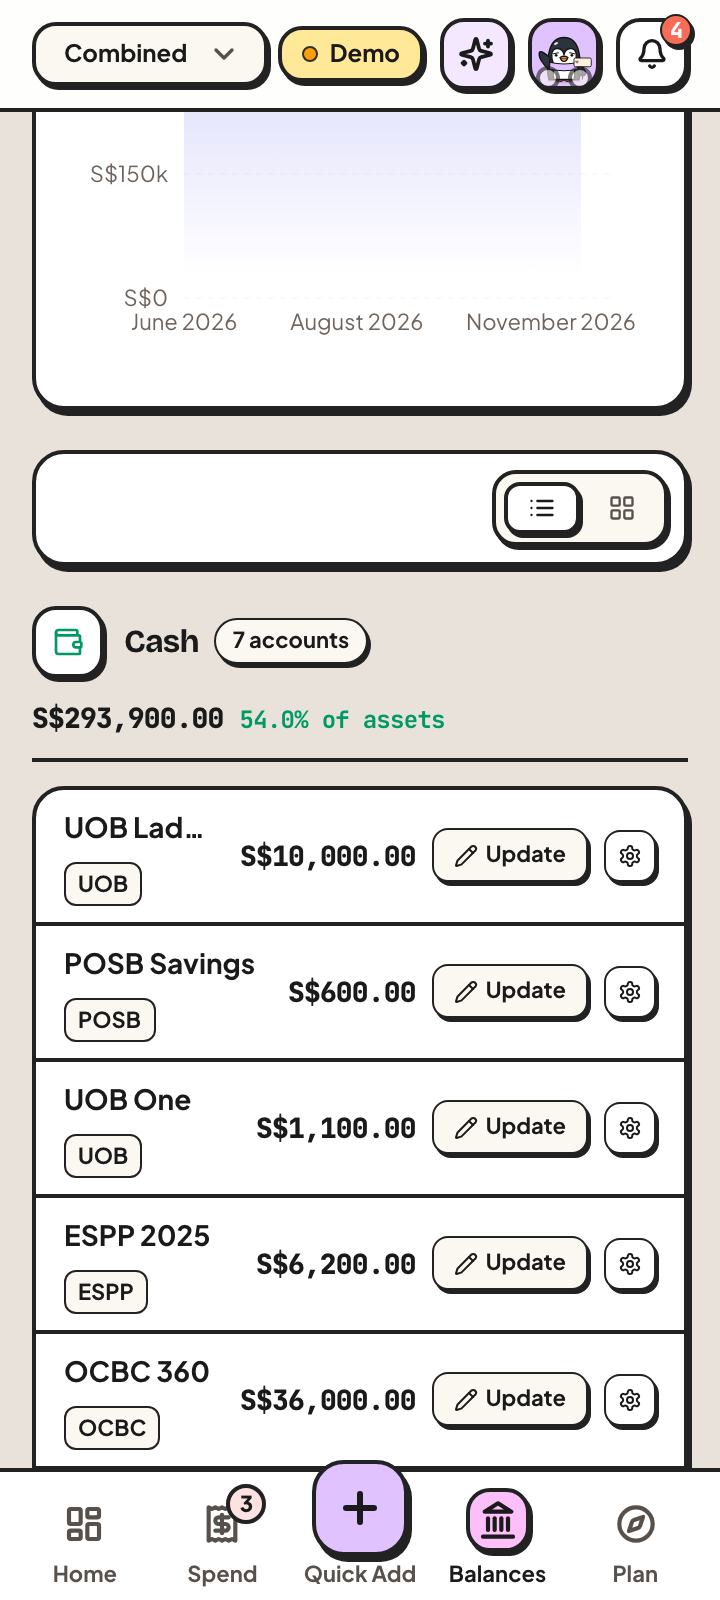 Combined
Demo
4
S$150k
S$0
June 2026 August 2026 November 2026
Cash 7 accounts
S$293,900.00 54.0% of assets
UOB Lad...
UOB
S$10,000.00 Update
POSB Savings
POSB
S$600.00 Update
UOB One
UOB
S$1,100.00 Update
ESPP 2025
ESPP
S$6,200.00 Update
OCBC 360
OCBC
S$36,000.00 Update
3
Home Spend Quick Add Balances Plan